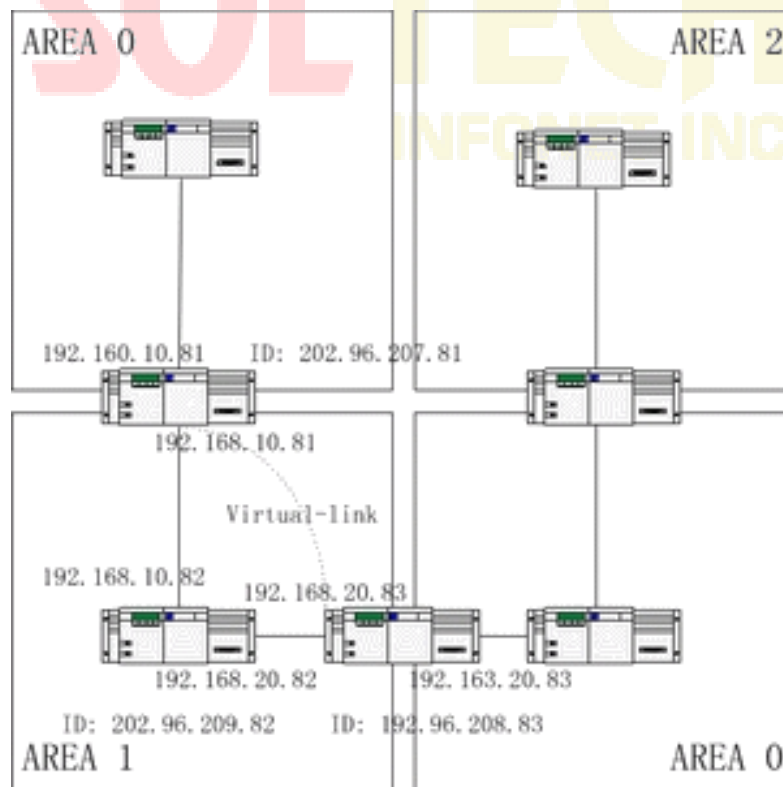 SOLTECH
INFONET INC
AREA 0
AREA 2
192.160.10.81
ID: 202.96.207.81
192.168.10.81
Virtual-link
192.168.10.82
192.168.20.83
192.168.20.82
192.163.20.83
ID: 202.96.209.82
ID: 192.96.208.83
AREA 1
AREA 0